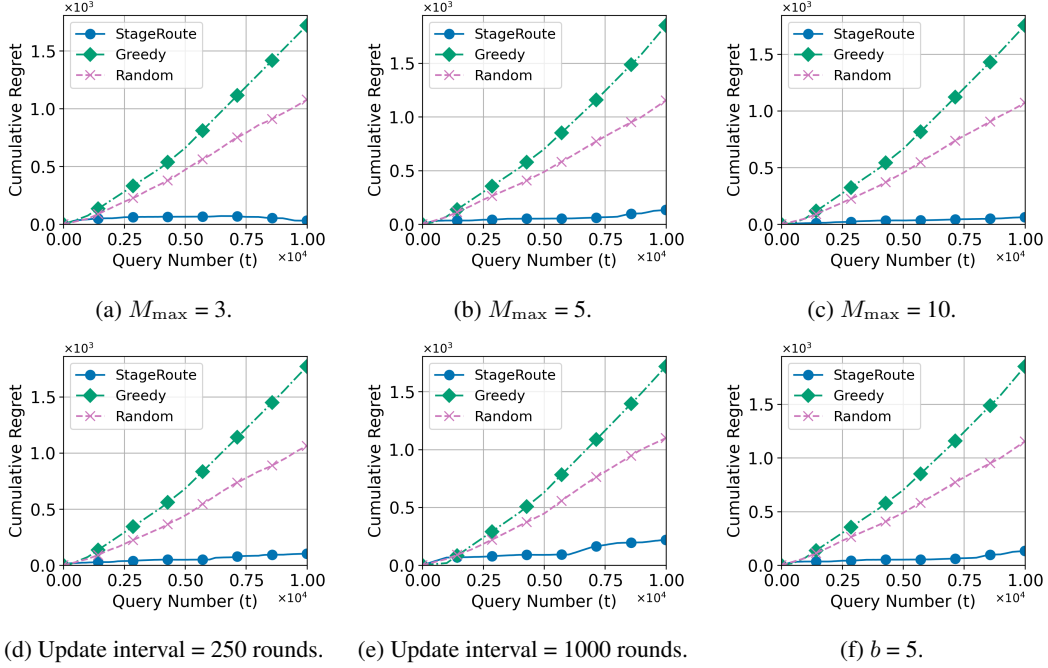 ×10³ ×10³ ×10³
StageRoute StageRoute StageRoute
Greedy Greedy Greedy
Random Random Random
Cumulative Regret Cumulative Regret Cumulative Regret
1.5 1.5 1.5
1.0 1.0 1.0
0.5 0.5 0.5
0.0 0.0 0.0
0.00 0.25 0.50 0.75 1.00 0.00 0.25 0.50 0.75 1.00 0.00 0.25 0.50 0.75 1.00
Query Number (t) ×10⁴ Query Number (t) ×10⁴ Query Number (t) ×10⁴
(a) M_max = 3. (b) M_max = 5. (c) M_max = 10.
×10³ ×10³ ×10³
StageRoute StageRoute StageRoute
Greedy Greedy Greedy
Random Random Random
Cumulative Regret Cumulative Regret Cumulative Regret
1.5 1.5 1.5
1.0 1.0 1.0
0.5 0.5 0.5
0.0 0.0 0.0
0.00 0.25 0.50 0.75 1.00 0.00 0.25 0.50 0.75 1.00 0.00 0.25 0.50 0.75 1.00
Query Number (t) ×10⁴ Query Number (t) ×10⁴ Query Number (t) ×10⁴
(d) Update interval = 250 rounds. (e) Update interval = 1000 rounds. (f) b = 5.